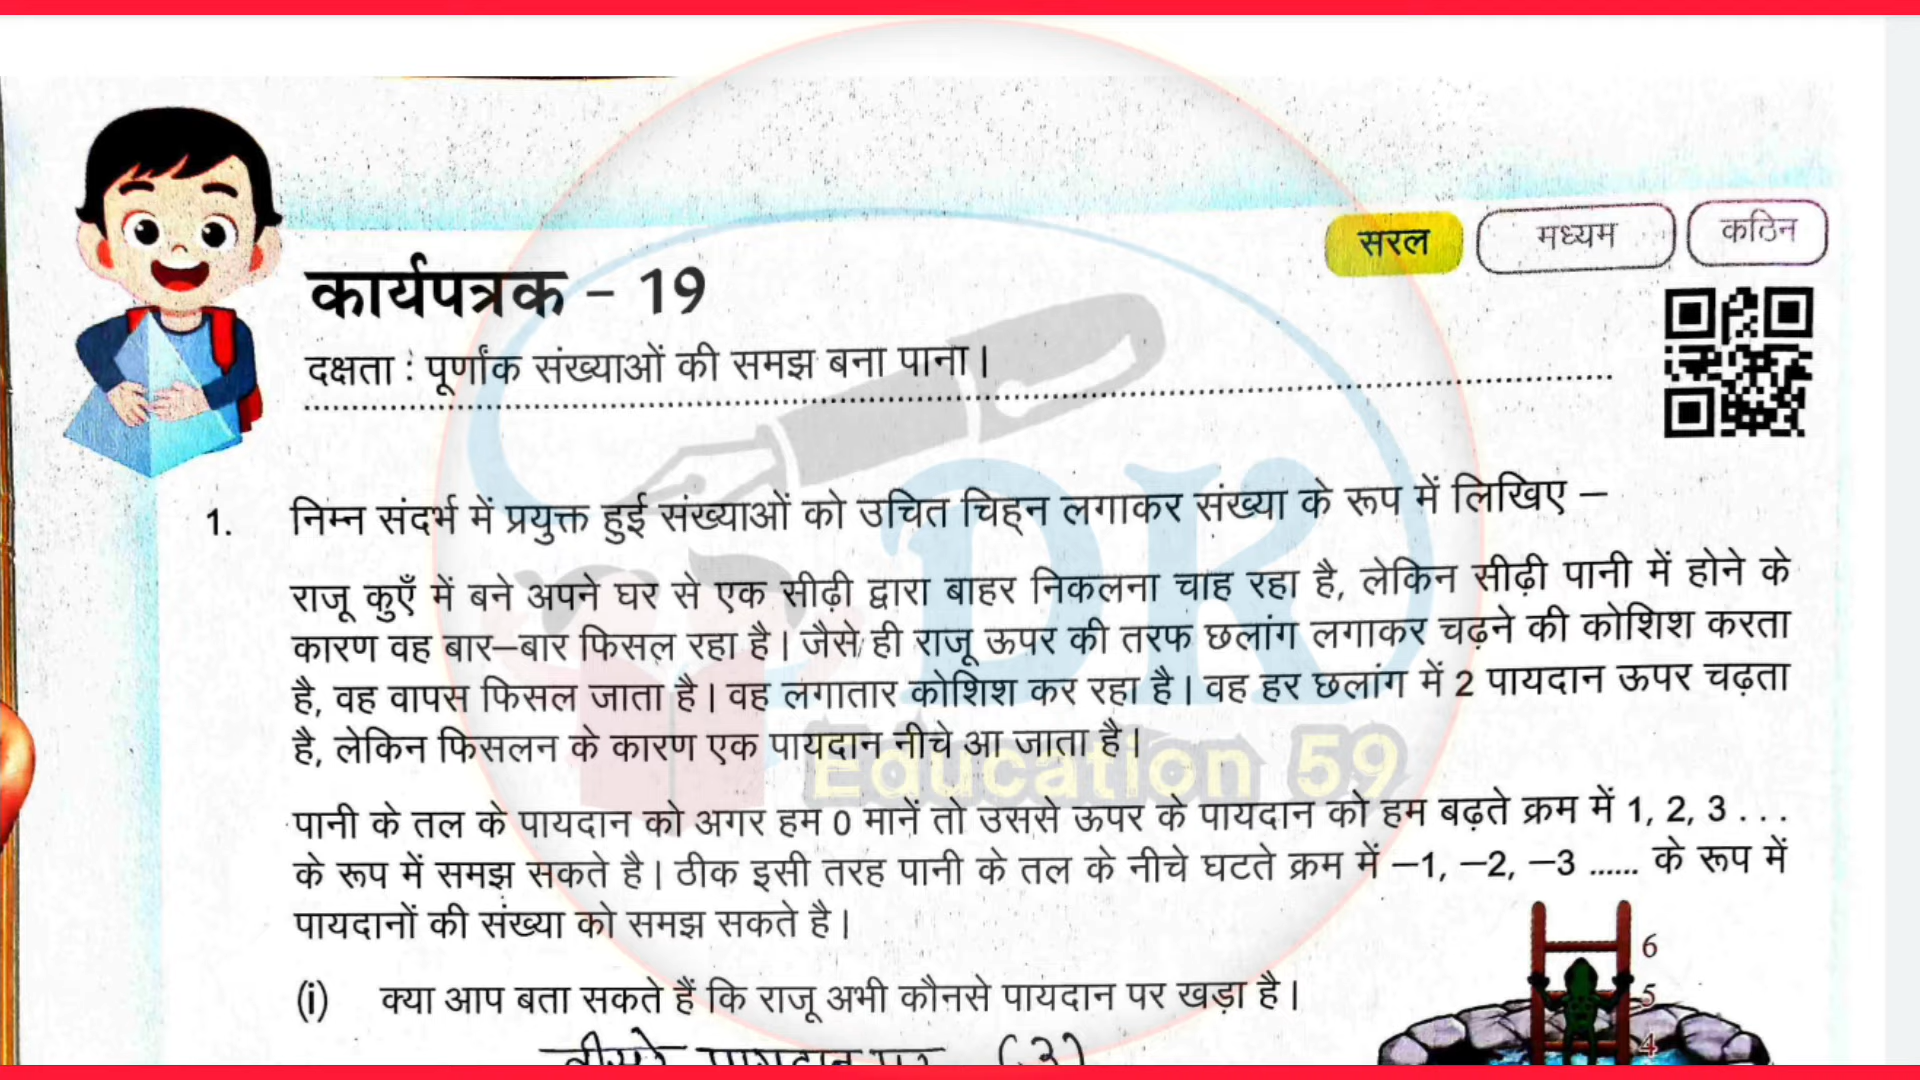 सरल
मध्यम
कठिन
कार्यपत्रक – 19
दक्षता : पूर्णांक संख्याओं की समझ बना पाना।
1. निम्न संदर्भ में प्रयुक्त हुई संख्याओं को उचित चिह्न लगाकर संख्या के रूप में लिखिए –
राजू कुएँ में बने अपने घर से एक सीढ़ी द्वारा बाहर निकलना चाह रहा है, लेकिन सीढ़ी पानी में होने के
कारण वह बार–बार फिसल रहा है। जैसे ही राजू ऊपर की तरफ छलांग लगाकर चढ़ने की कोशिश करता
है, वह वापस फिसल जाता है। वह लगातार कोशिश कर रहा है। वह हर छलांग में 2 पायदान ऊपर चढ़ता
है, लेकिन फिसलन के कारण एक पायदान नीचे आ जाता है।
DK
Education 59
पानी के तल के पायदान को अगर हम 0 मानें तो उससे ऊपर के पायदान को हम बढ़ते क्रम में 1, 2, 3 . . .
के रूप में समझ सकते है। ठीक इसी तरह पानी के तल के नीचे घटते क्रम में –1, –2, –3 ...... के रूप में
पायदानों की संख्या को समझ सकते है।
(i) क्या आप बता सकते हैं कि राजू अभी कौनसे पायदान पर खड़ा है।
6
5
4